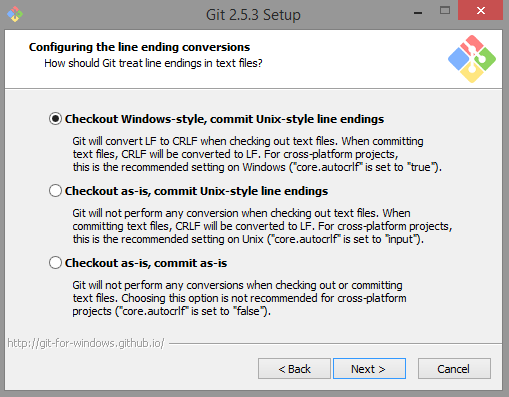 Git 2.5.3 Setup
Configuring the line ending conversions
How should Git treat line endings in text files?
Checkout Windows-style, commit Unix-style line endings
Git will convert LF to CRLF when checking out text files. When committing
text files, CRLF will be converted to LF. For cross-platform projects,
this is the recommended setting on Windows ("core.autocrlf" is set to "true").
Checkout as-is, commit Unix-style line endings
Git will not perform any conversion when checking out text files. When
committing text files, CRLF will be converted to LF. For cross-platform projects,
this is the recommended setting on Unix ("core.autocrlf" is set to "input").
Checkout as-is, commit as-is
Git will not perform any conversions when checking out or committing
text files. Choosing this option is not recommended for cross-platform
projects ("core.autocrlf" is set to "false").
http://git-for-windows.github.io/
< Back
Next >
Cancel